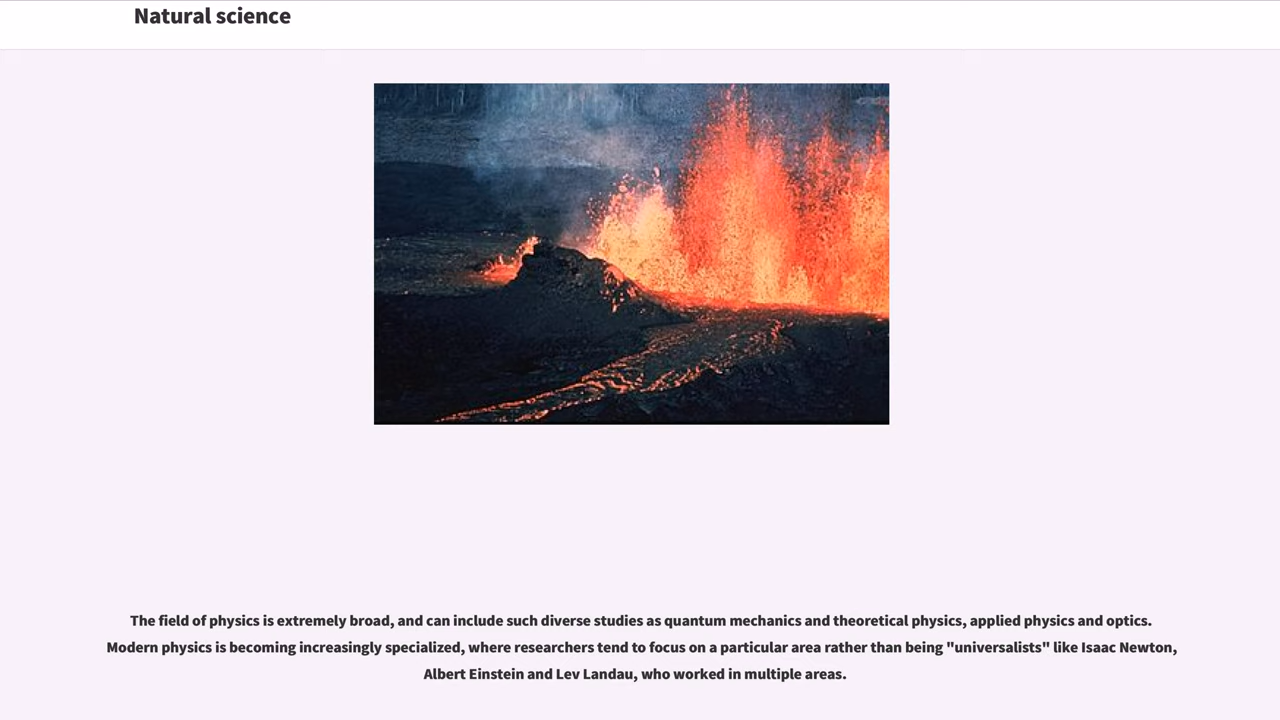 Natural science
The field of physics is extremely broad, and can include such diverse studies as quantum mechanics and theoretical physics, applied physics and optics.
Modern physics is becoming increasingly specialized, where researchers tend to focus on a particular area rather than being "universalists" like Isaac Newton,
Albert Einstein and Lev Landau, who worked in multiple areas.